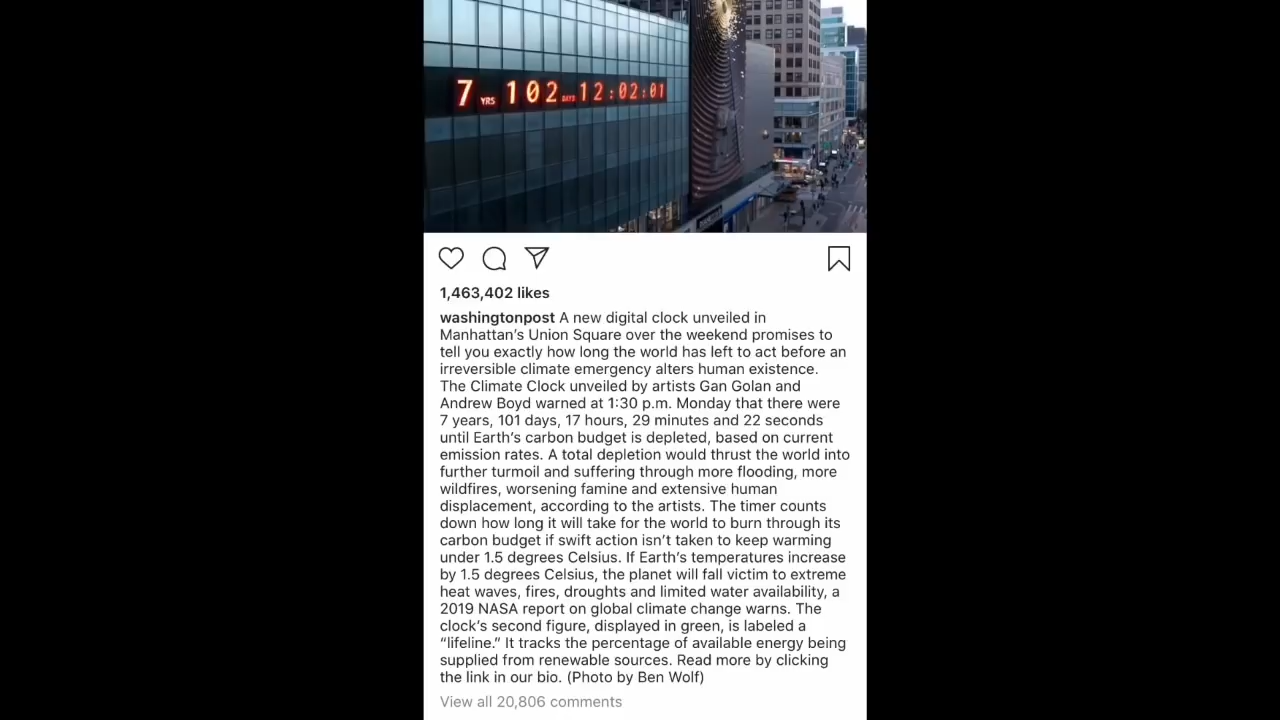 7 YRS 102 DAYS 12:02:01
1,463,402 likes
washingtonpost A new digital clock unveiled in
Manhattan's Union Square over the weekend promises to
tell you exactly how long the world has left to act before an
irreversible climate emergency alters human existence.
The Climate Clock unveiled by artists Gan Golan and
Andrew Boyd warned at 1:30 p.m. Monday that there were
7 years, 101 days, 17 hours, 29 minutes and 22 seconds
until Earth's carbon budget is depleted, based on current
emission rates. A total depletion would thrust the world into
further turmoil and suffering through more flooding, more
wildfires, worsening famine and extensive human
displacement, according to the artists. The timer counts
down how long it will take for the world to burn through its
carbon budget if swift action isn't taken to keep warming
under 1.5 degrees Celsius. If Earth's temperatures increase
by 1.5 degrees Celsius, the planet will fall victim to extreme
heat waves, fires, droughts and limited water availability, a
2019 NASA report on global climate change warns. The
clock's second figure, displayed in green, is labeled a
“lifeline.” It tracks the percentage of available energy being
supplied from renewable sources. Read more by clicking
the link in our bio. (Photo by Ben Wolf)
View all 20,806 comments